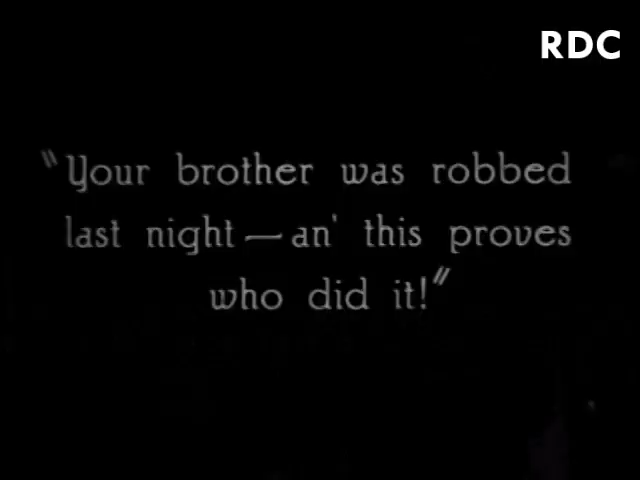 RDC
"Your brother was robbed
last night — an' this proves
who did it!"